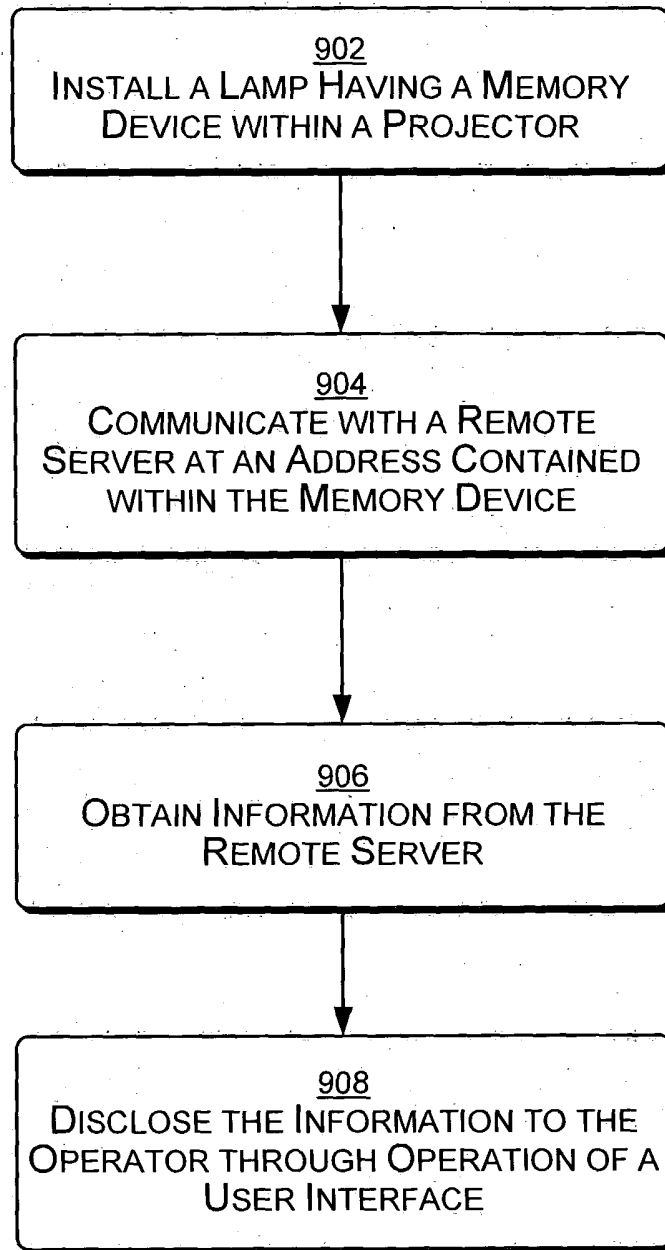 902
INSTALL A LAMP HAVING A MEMORY
DEVICE WITHIN A PROJECTOR
904
COMMUNICATE WITH A REMOTE
SERVER AT AN ADDRESS CONTAINED
WITHIN THE MEMORY DEVICE
906
OBTAIN INFORMATION FROM THE
REMOTE SERVER
908
DISCLOSE THE INFORMATION TO THE
OPERATOR THROUGH OPERATION OF A
USER INTERFACE